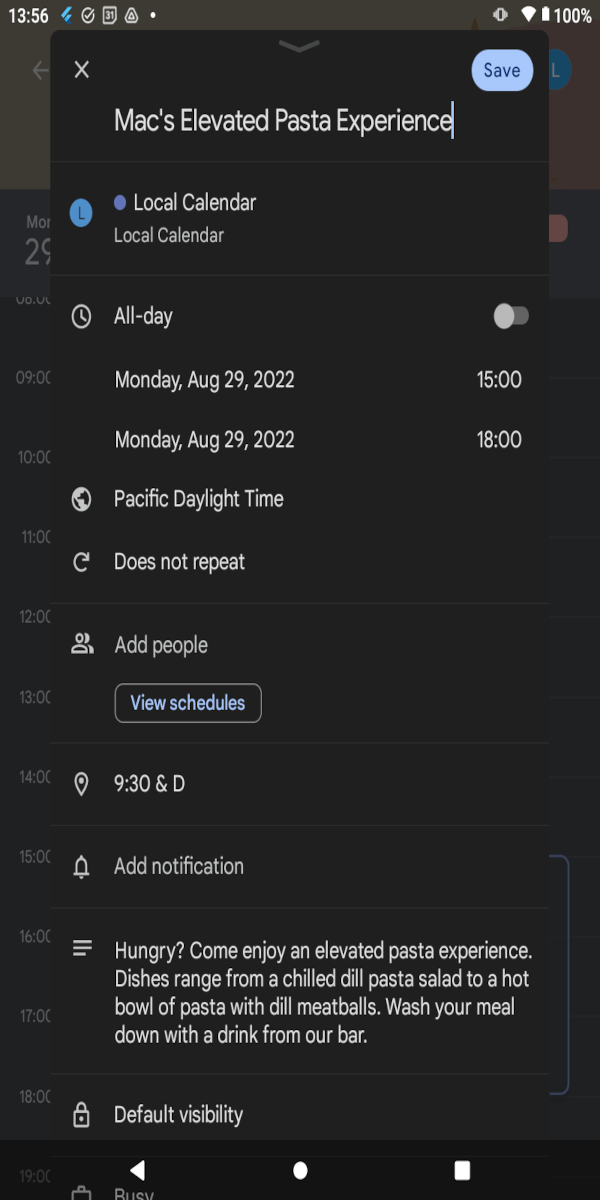 13:56
31
100%
L
Save
Mac's Elevated Pasta Experience
Mon
29
L
Local Calendar
Local Calendar
08:00
All-day
09:00
Monday, Aug 29, 2022 15:00
10:00
Monday, Aug 29, 2022 18:00
Pacific Daylight Time
11:00
Does not repeat
12:00
Add people
13:00
View schedules
14:00
9:30 & D
15:00
Add notification
16:00
Hungry? Come enjoy an elevated pasta experience.
Dishes range from a chilled dill pasta salad to a hot
bowl of pasta with dill meatballs. Wash your meal
down with a drink from our bar.
17:00
18:00
Default visibility
19:00
Busy